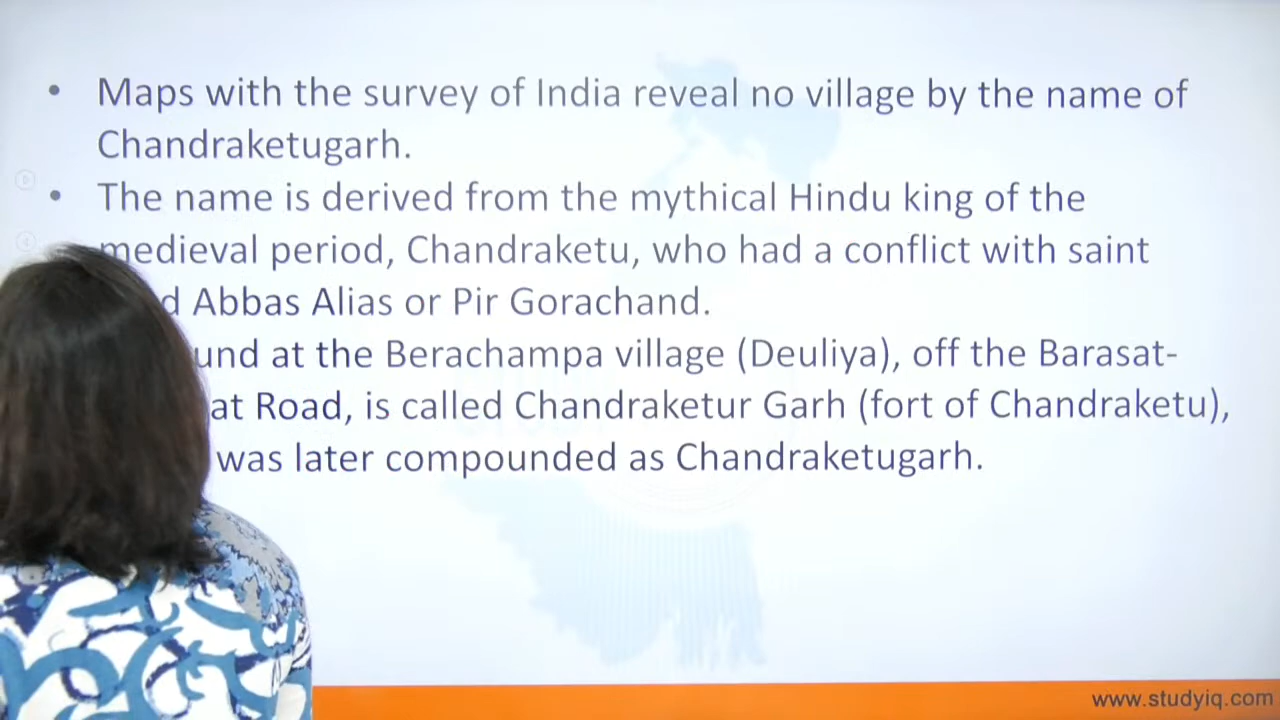 • Maps with the survey of India reveal no village by the name of
Chandraketugarh.
• The name is derived from the mythical Hindu king of the
medieval period, Chandraketu, who had a conflict with saint
Abbas Alias or Pir Gorachand.
at the Berachampa village (Deuliya), off the Barasat-
Road, is called Chandraketur Garh (fort of Chandraketu),
was later compounded as Chandraketugarh.
www.studyiq.com